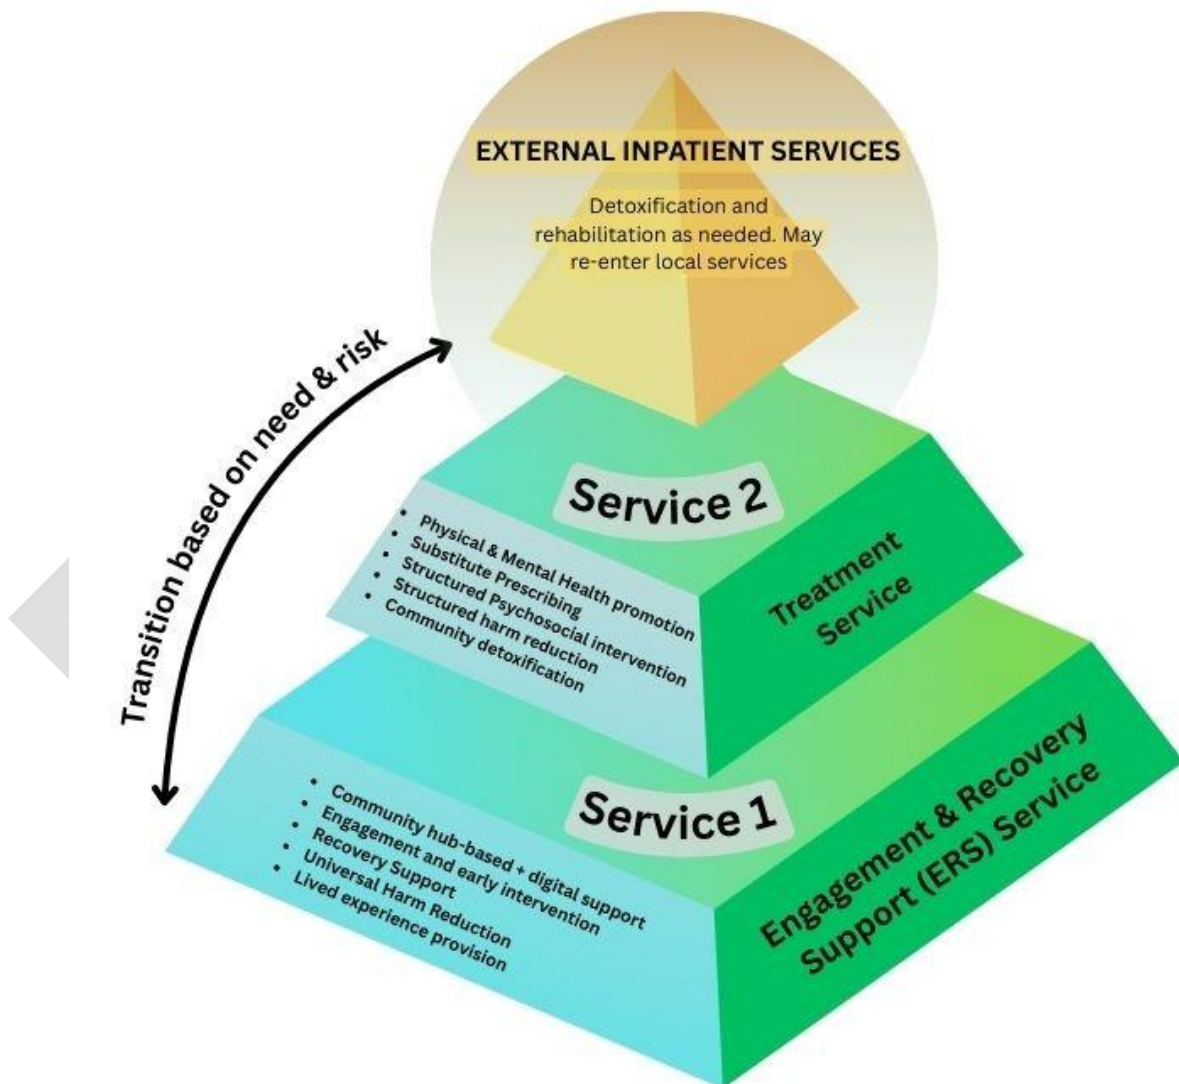 EXTERNAL INPATIENT SERVICES
Detoxification and
rehabilitation as needed. May
re-enter local services
Transition based on need & risk
Service 2
• Physical & Mental Health promotion
• Substitute Prescribing
• Structured Psychosocial intervention
• Structured harm reduction
• Community detoxification
Treatment
Service
Service 1
• Community hub-based + digital support
• Engagement and early intervention
• Recovery Support
• Universal Harm Reduction
• Lived experience provision
Engagement & Recovery
Support (ERS) Service